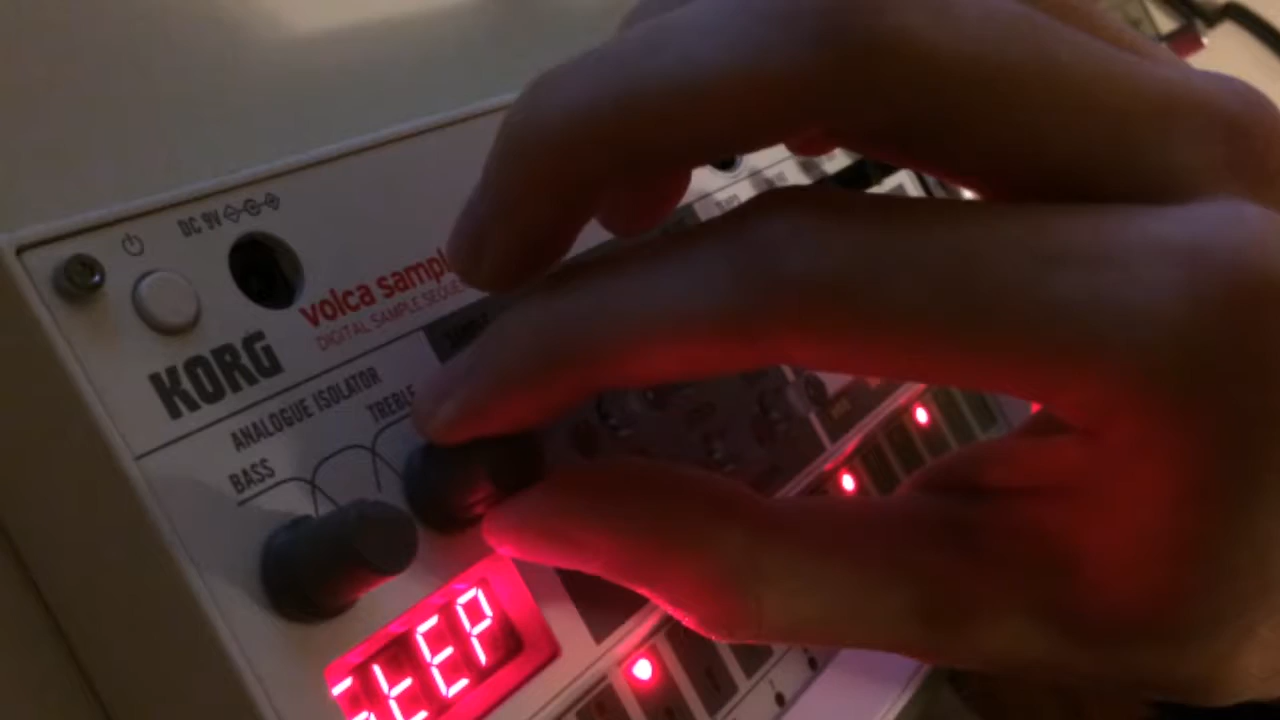 DC 9V
volca sampl
DIGITAL SAMPLE SEQUE
KORG
ANALOGUE ISOLATOR
TREBLE
BASS
StEP